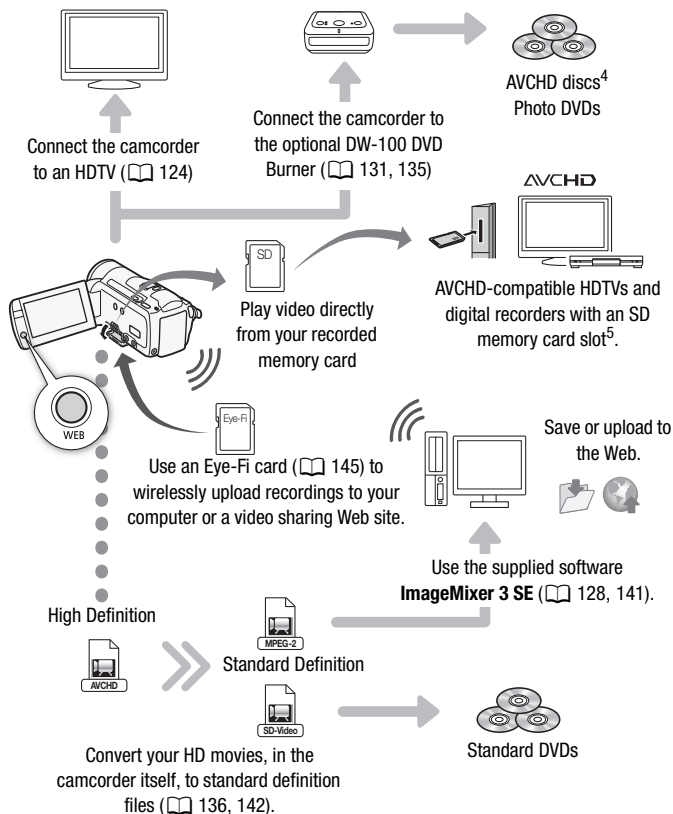 AVCHD discs4
Photo DVDs
Connect the camcorder
to an HDTV ( 124)
Connect the camcorder to
the optional DW-100 DVD
Burner ( 131, 135)
AVCHD
SD
Play video directly
from your recorded
memory card
AVCHD-compatible HDTVs and
digital recorders with an SD
memory card slot5.
WEB
Eye-Fi
Use an Eye-Fi card ( 145) to
wirelessly upload recordings to your
computer or a video sharing Web site.
Save or upload to
the Web.
Use the supplied software
ImageMixer 3 SE ( 128, 141).
High Definition
AVCHD
MPEG-2
Standard Definition
SD-Video
Standard DVDs
Convert your HD movies, in the
camcorder itself, to standard definition
files ( 136, 142).